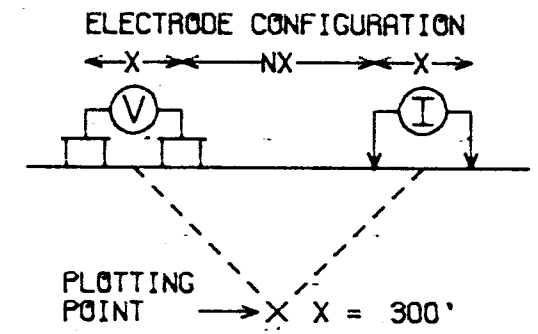 ELECTRODE CONFIGURATION
X NX X
V I
PLOTTING
POINT X X = 300'